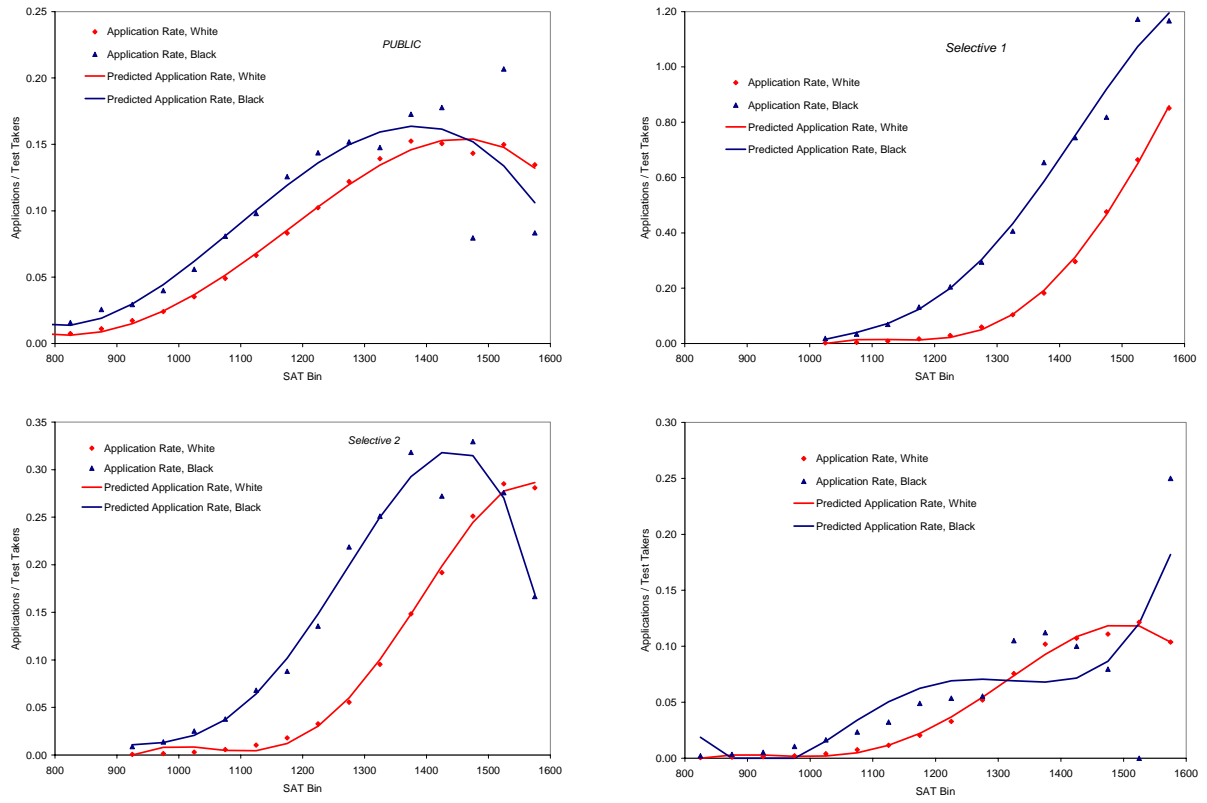 PUBLIC
Application Rate, White
Application Rate, Black
Predicted Application Rate, White
Predicted Application Rate, Black
Applications / Test Takers
0.25
0.20
0.15
0.10
0.05
0.00
800 900 1000 1100 1200 1300 1400 1500 1600
SAT Bin
Selective 1
Application Rate, White
Application Rate, Black
Predicted Application Rate, White
Predicted Application Rate, Black
Applications / Test Takers
1.20
1.00
0.80
0.60
0.40
0.20
0.00
800 900 1000 1100 1200 1300 1400 1500 1600
SAT Bin
Selective 2
Application Rate, White
Application Rate, Black
Predicted Application Rate, White
Predicted Application Rate, Black
Applications / Test Takers
0.35
0.30
0.25
0.20
0.15
0.10
0.05
0.00
800 900 1000 1100 1200 1300 1400 1500 1600
SAT Bin
Application Rate, White
Application Rate, Black
Predicted Application Rate, White
Predicted Application Rate, Black
Applications / Test Takers
0.30
0.25
0.20
0.15
0.10
0.05
0.00
800 900 1000 1100 1200 1300 1400 1500 1600
SAT Bin